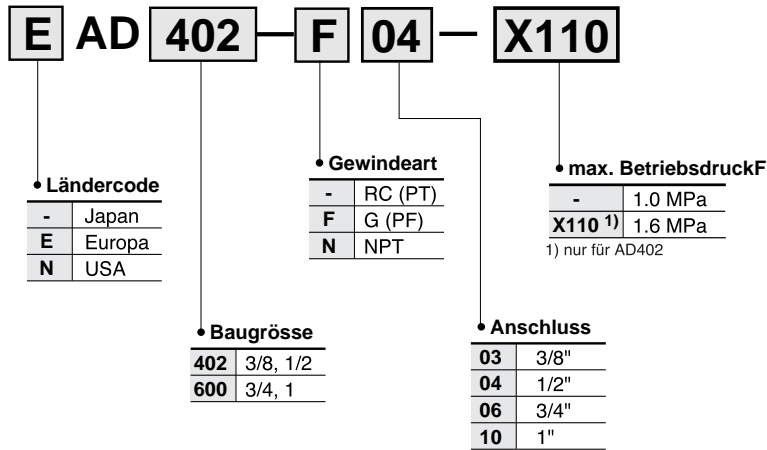 E AD 402 — F 04 — X110
Ländercode
- Japan
E Europa
N USA
Baugrösse
402 3/8, 1/2
600 3/4, 1
Gewindeart
- RC (PT)
F G (PF)
N NPT
Anschluss
03 3/8"
04 1/2"
06 3/4"
10 1"
max. BetriebsdruckF
- 1.0 MPa
X110 1) 1.6 MPa
1) nur für AD402